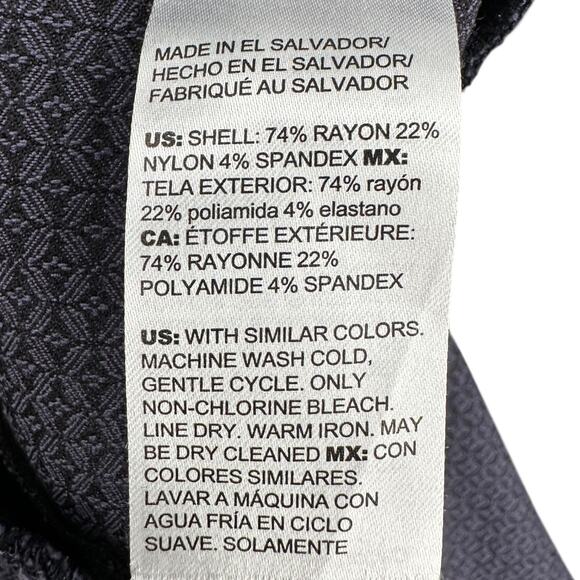 MADE IN EL SALVADOR/
HECHO EN EL SALVADOR/
FABRIQUÉ AU SALVADOR
US: SHELL: 74% RAYON 22%
NYLON 4% SPANDEX MX:
TELA EXTERIOR: 74% rayón
22% poliamida 4% elastano
CA: ÉTOFFE EXTÉRIEURE:
74% RAYONNE 22%
POLYAMIDE 4% SPANDEX
US: WITH SIMILAR COLORS.
MACHINE WASH COLD,
GENTLE CYCLE. ONLY
NON-CHLORINE BLEACH.
LINE DRY. WARM IRON. MAY
BE DRY CLEANED MX: CON
COLORES SIMILARES.
LAVAR A MÁQUINA CON
AGUA FRÍA EN CICLO
SUAVE. SOLAMENTE